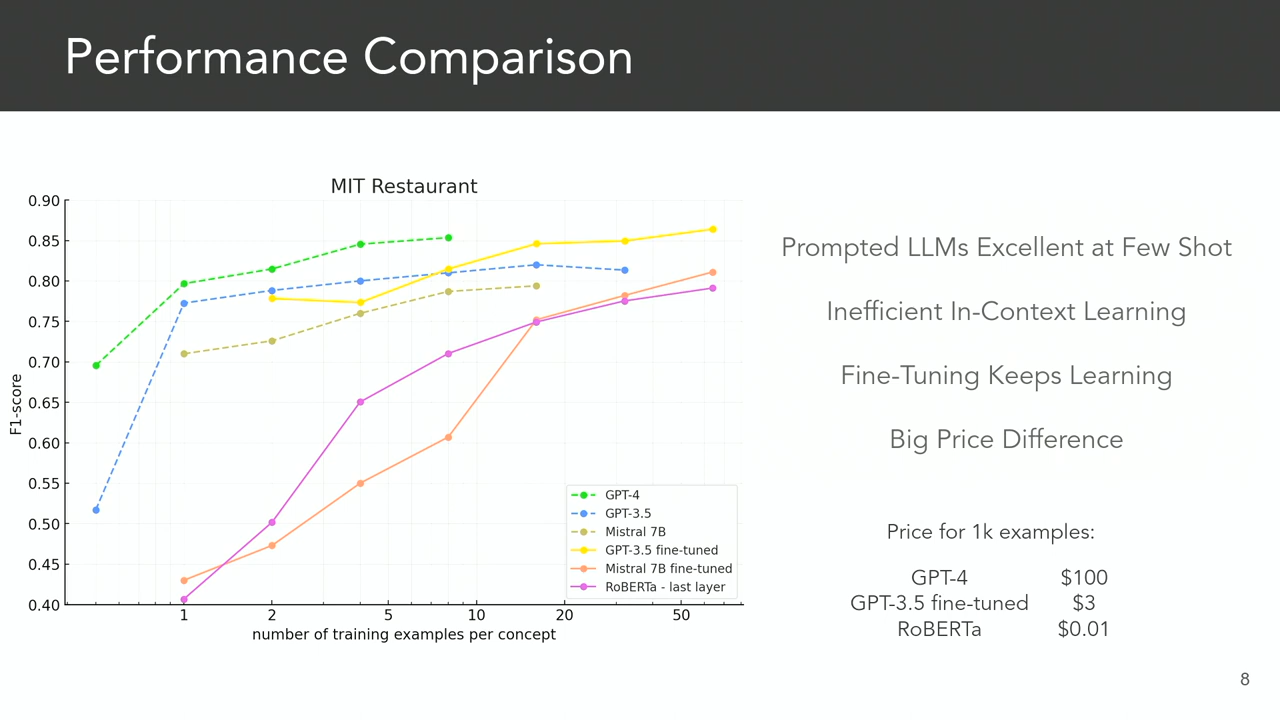 Performance Comparison
MIT Restaurant
0.90
0.85
0.80
0.75
0.70
0.65
0.60
0.55
0.50
0.45
0.40
F1-score
1
2
5
10
20
50
number of training examples per concept
GPT-4
GPT-3.5
Mistral 7B
GPT-3.5 fine-tuned
Mistral 7B fine-tuned
RoBERTa - last layer
Prompted LLMs Excellent at Few Shot
Inefficient In-Context Learning
Fine-Tuning Keeps Learning
Big Price Difference
Price for 1k examples:
GPT-4 $100
GPT-3.5 fine-tuned $3
RoBERTa $0.01
8